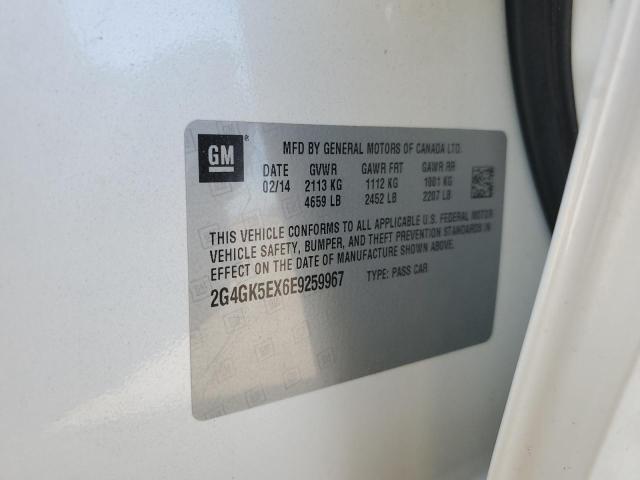 GM
MFD BY GENERAL MOTORS OF CANADA LTD.
DATE GVWR GAWR FRT GAWR RR
02/14 2113 KG 1112 KG 1001 KG
4659 LB 2452 LB 2207 LB
THIS VEHICLE CONFORMS TO ALL APPLICABLE U.S. FEDERAL MOTOR
VEHICLE SAFETY, BUMPER, AND THEFT PREVENTION STANDARDS IN
EFFECT ON THE DATE OF MANUFACTURE SHOWN ABOVE.
2G4GK5EX6E9259967 TYPE: PASS CAR